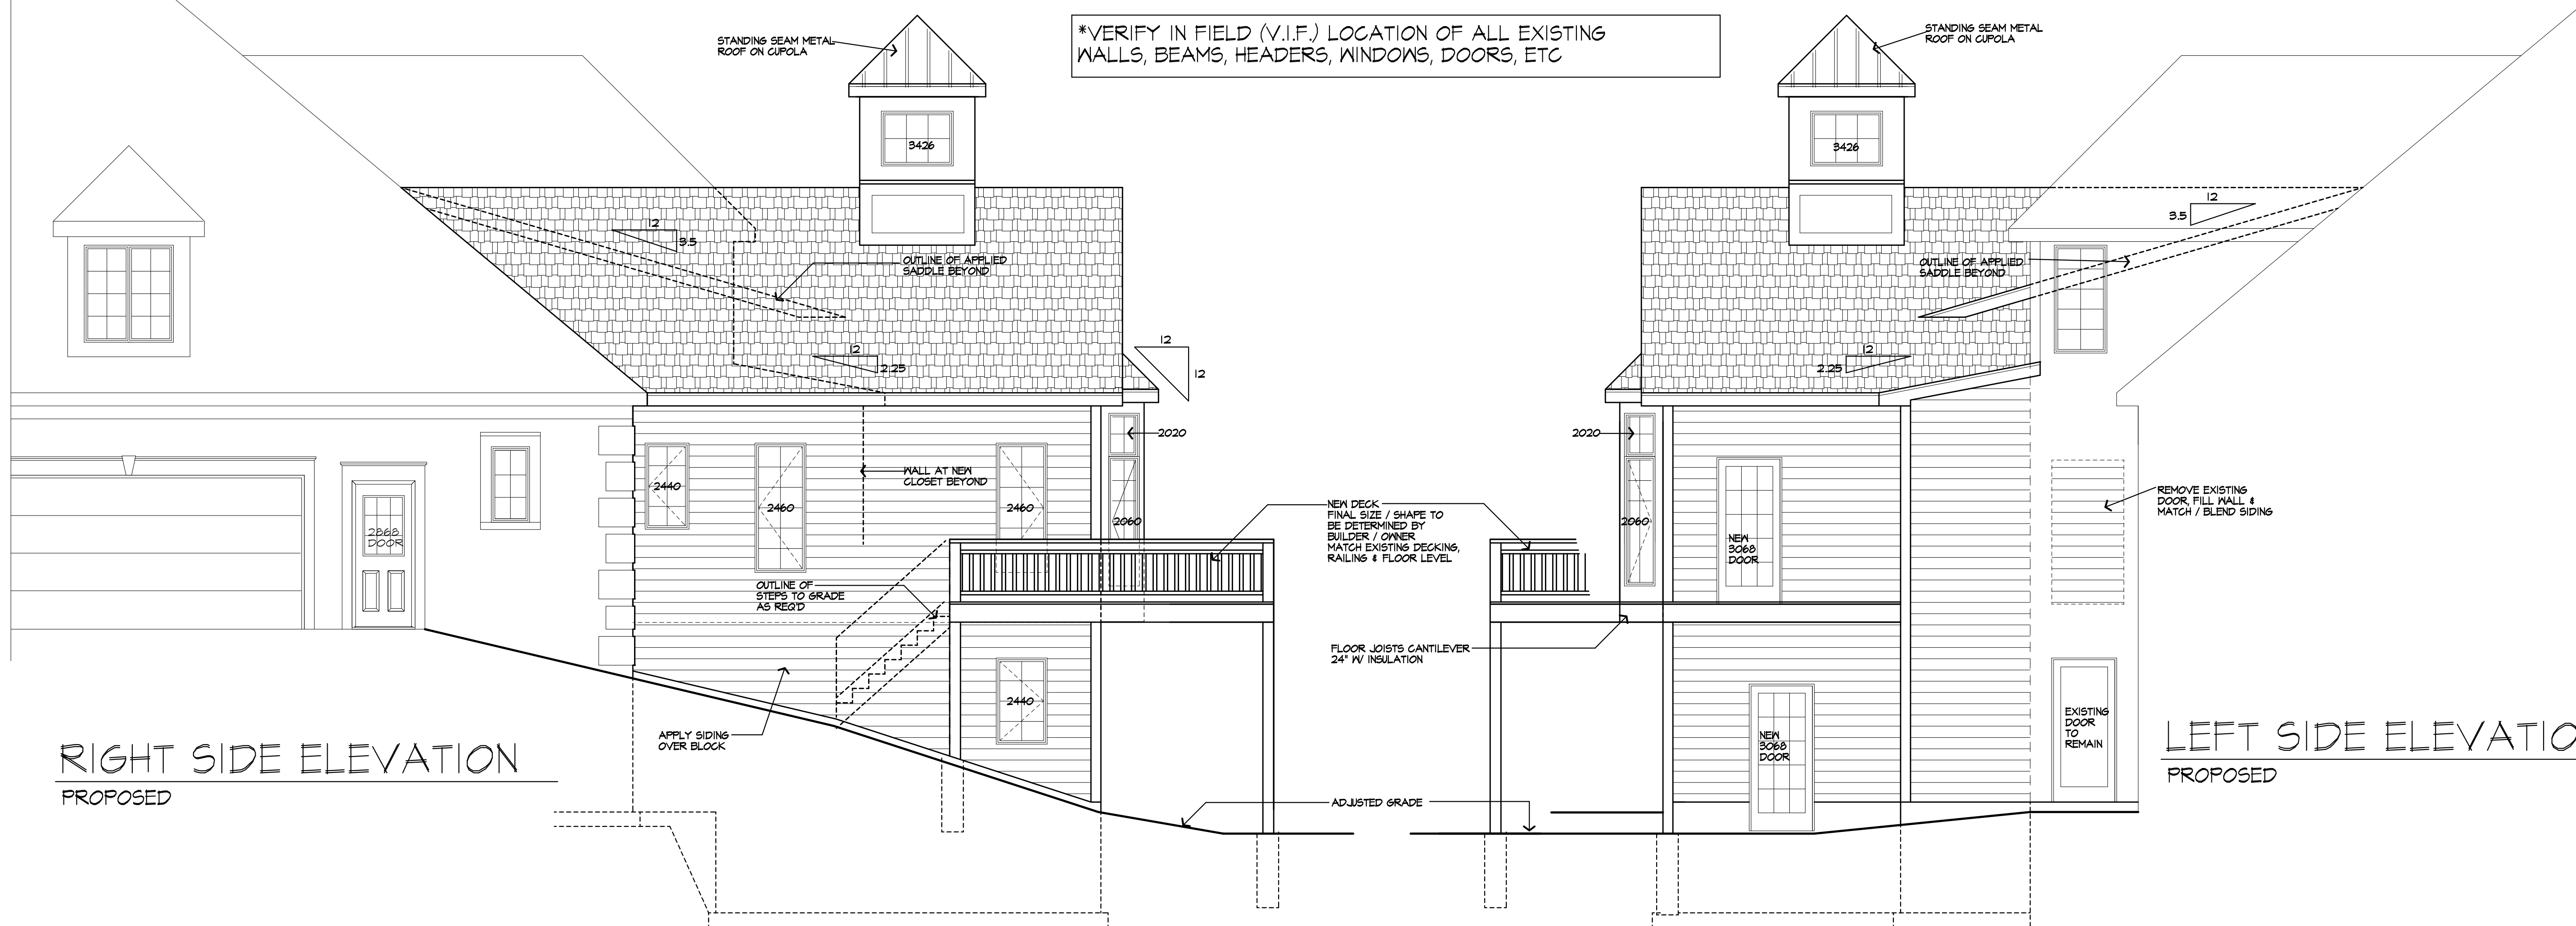 STANDING SEAM METAL
ROOF ON CUPOLA
*VERIFY IN FIELD (V.I.F.) LOCATION OF ALL EXISTING
WALLS, BEAMS, HEADERS, WINDOWS, DOORS, ETC
STANDING SEAM METAL
ROOF ON CUPOLA
3426
3426
12
3.5
12
3.5
OUTLINE OF APPLIED
SADDLE BEYOND
OUTLINE OF APPLIED
SADDLE BEYOND
12
2.25
12
12
12
2.25
2020
2020
WALL AT NEW
CLOSET BEYOND
2440
2460
2460
2060
2060
2868
DOOR
NEW DECK
FINAL SIZE / SHAPE TO
BE DETERMINED BY
BUILDER / OWNER
MATCH EXISTING DECKING,
RAILING & FLOOR LEVEL
NEW
3068
DOOR
REMOVE EXISTING
DOOR, FILL WALL &
MATCH / BLEND SIDING
OUTLINE OF
STEPS TO GRADE
AS REQ'D
FLOOR JOISTS CANTILEVER
24" W/ INSULATION
2440
APPLY SIDING
OVER BLOCK
NEW
3068
DOOR
EXISTING
DOOR
TO
REMAIN
RIGHT SIDE ELEVATION
PROPOSED
LEFT SIDE ELEVATIO
PROPOSED
ADJUSTED GRADE